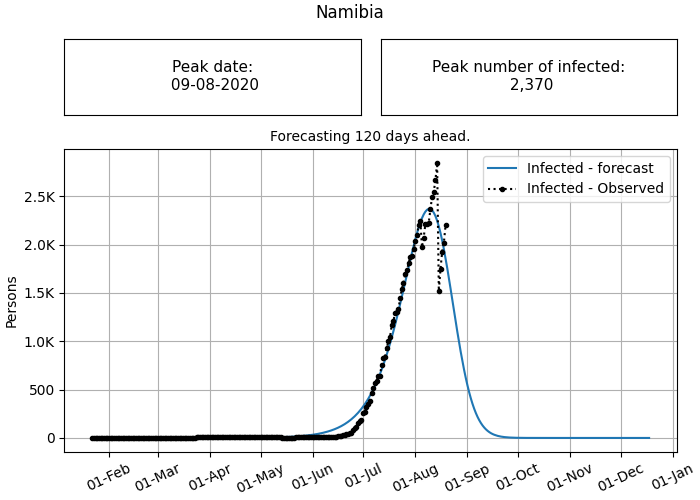 Namibia
Peak date:
09-08-2020
Peak number of infected:
2,370
Forecasting 120 days ahead.
Infected - forecast
Infected - Observed
Persons
2.5K
2.0K
1.5K
1.0K
500
0
01-Feb
01-Mar
01-Apr
01-May
01-Jun
01-Jul
01-Aug
01-Sep
01-Oct
01-Nov
01-Dec
01-Jan